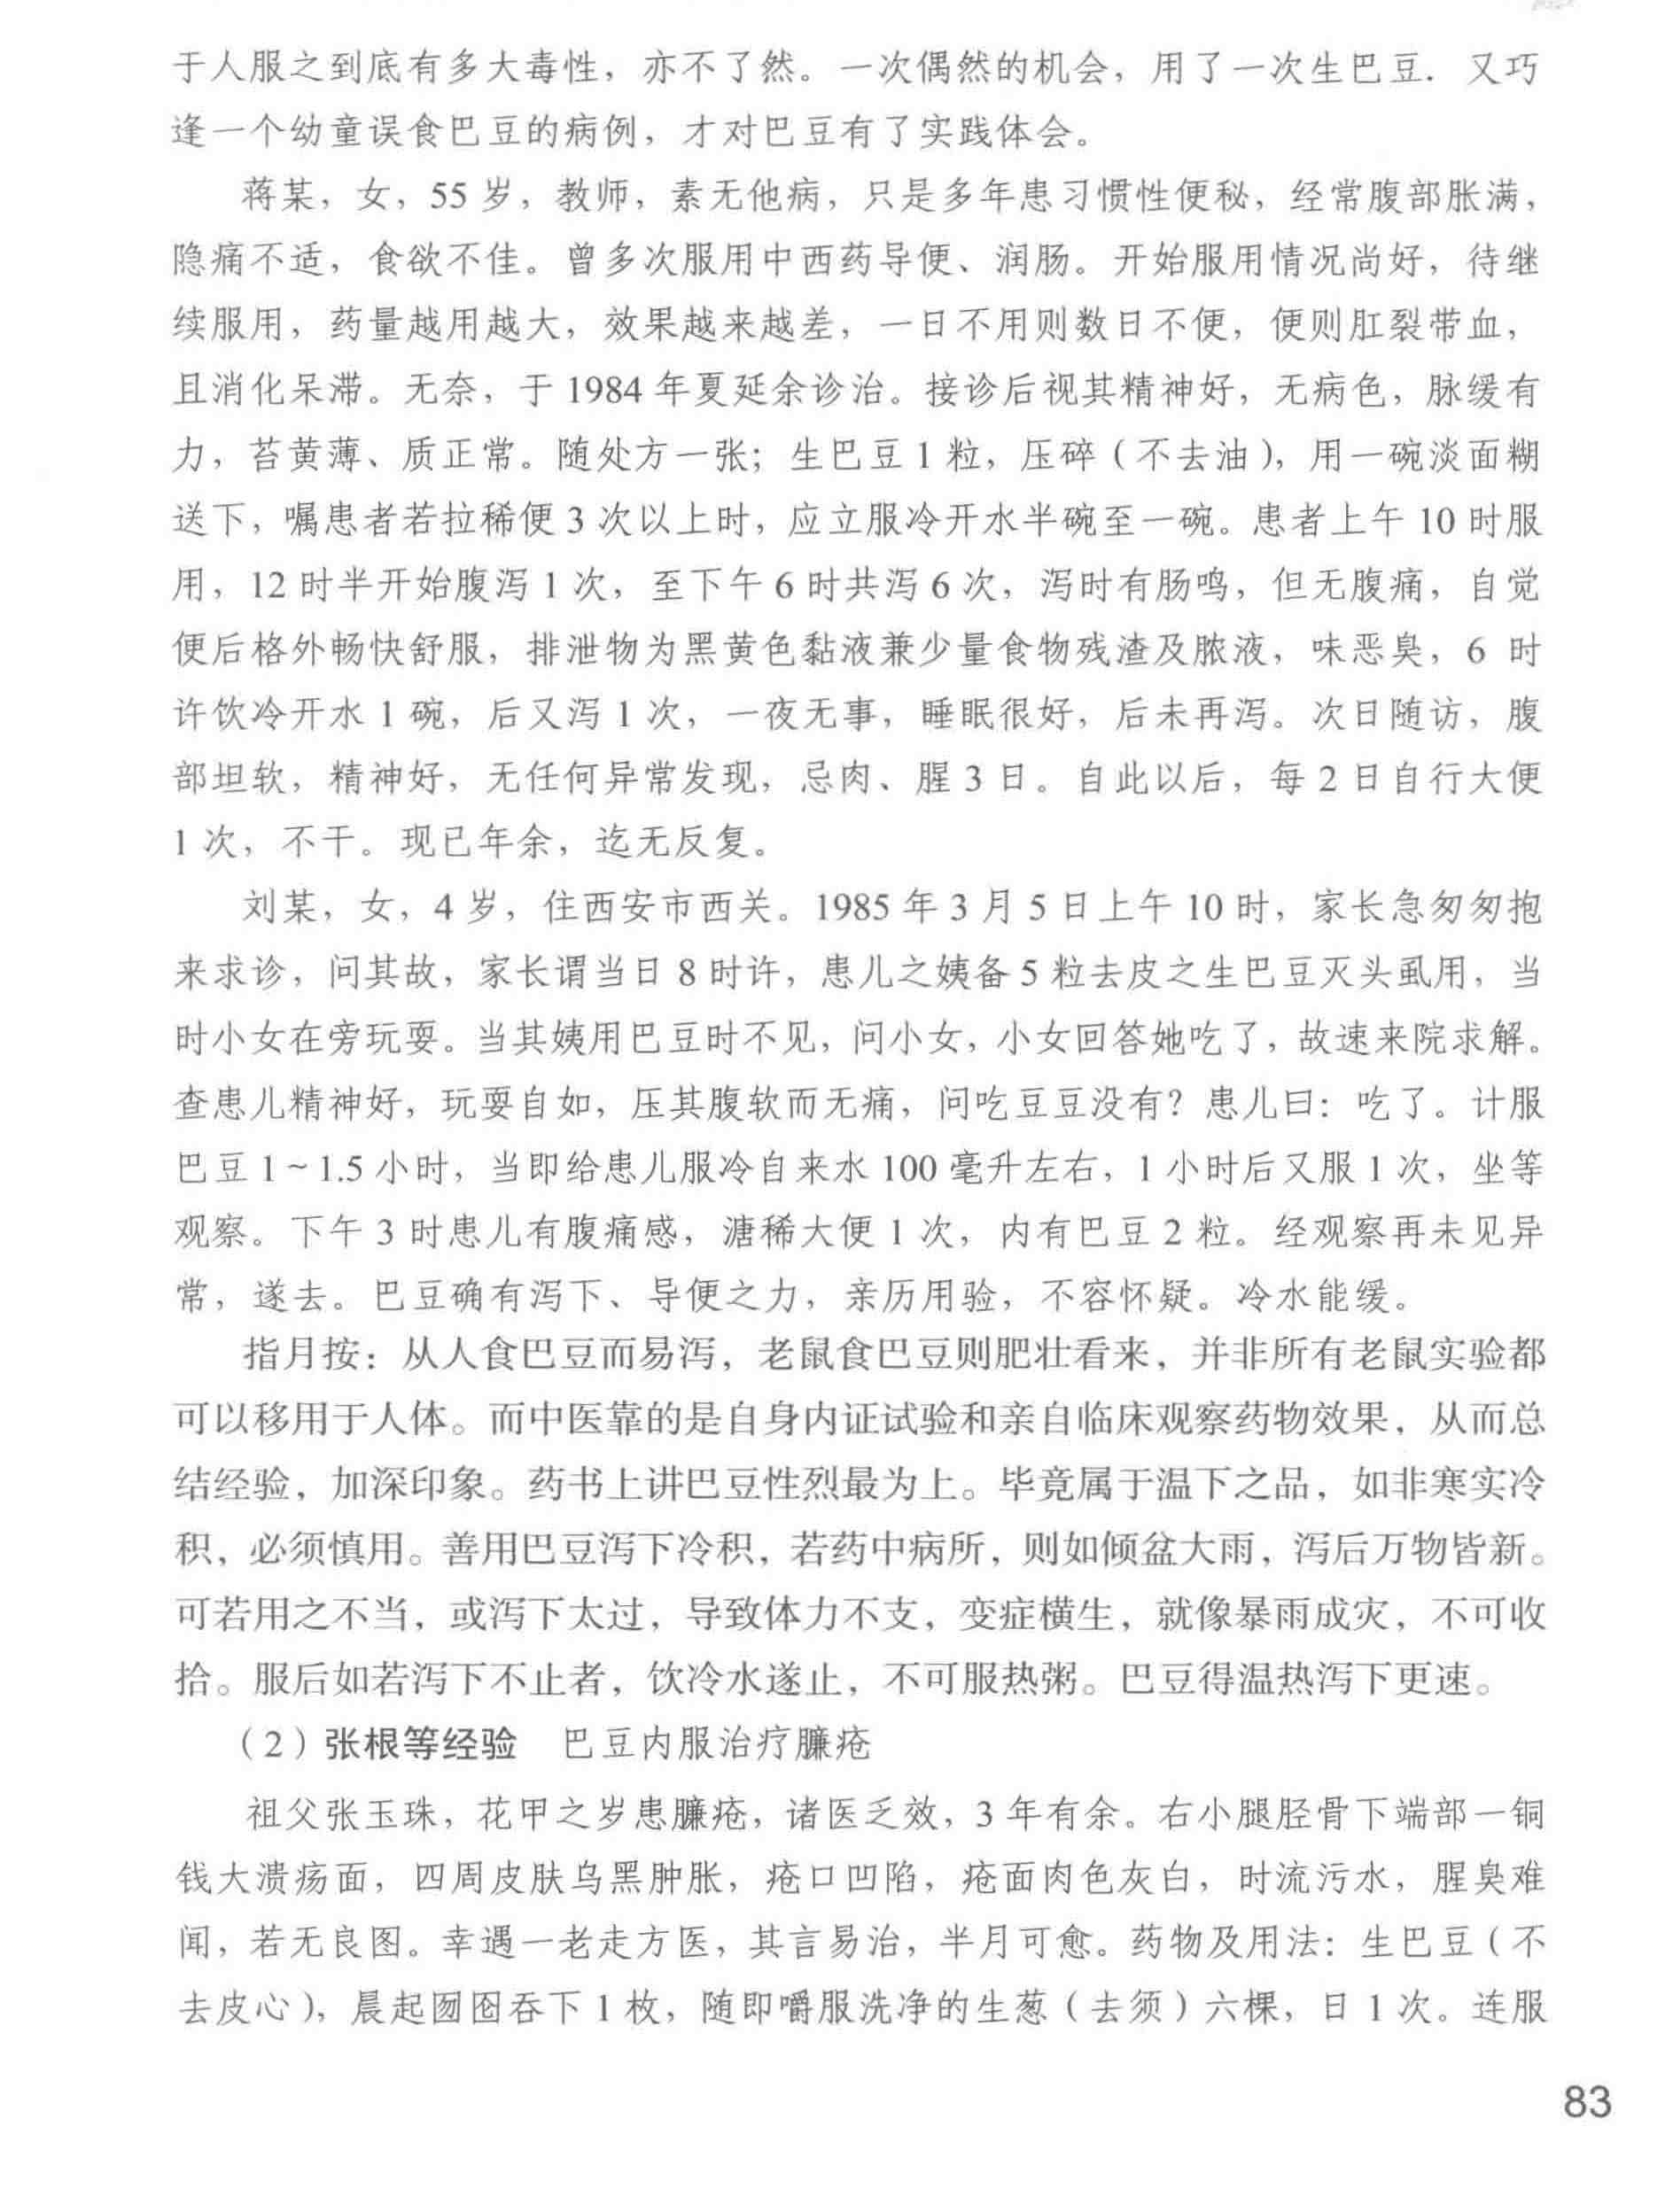 于人服之到底有多大毒性，亦不了然。一次偶然的机会，用了一次生巴豆．又巧
逢一个幼童误食巴豆的病例，才对巴豆有了实践体会。
蒋某，女，55 岁，教师，素无他病，只是多年患习惯性便秘，经常腹部胀满，
隐痛不适，食欲不佳。曾多次服用中西药导便、润肠。开始服用情况尚好，待继
续服用，药量越用越大，效果越来越差，一日不用则数日不便，便则肛裂带血，
且消化呆滞。无奈，于 1984 年夏延余诊治。接诊后视其精神好，无病色，脉缓有
力，苔黄薄、质正常。随处方一张；生巴豆 1 粒，压碎（不去油），用一碗淡面糊
送下，嘱患者若拉稀便 3 次以上时，应立服冷开水半碗至一碗。患者上午 10 时服
用，12 时半开始腹泻 1 次，至下午 6 时共泻 6 次，泻时有肠鸣，但无腹痛，自觉
便后格外畅快舒服，排泄物为黑黄色黏液兼少量食物残渣及脓液，味恶臭，6 时
许饮冷开水 1 碗，后又泻 1 次，一夜无事，睡眠很好，后未再泻。次日随访，腹
部坦软，精神好，无任何异常发现，忌肉、腥 3 日。自此以后，每 2 日自行大便
1 次，不干。现已年余，迄无反复。
刘某，女，4 岁，住西安市西关。1985 年 3 月 5 日上午 10 时，家长急匆匆抱
来求诊，问其故，家长谓当日 8 时许，患儿之姨备 5 粒去皮之生巴豆灭头虱用，当
时小女在旁玩耍。当其姨用巴豆时不见，问小女，小女回答她吃了，故速来院求解。
查患儿精神好，玩耍自如，压其腹软而无痛，问吃豆豆没有？患儿曰：吃了。计服
巴豆 1～1.5 小时，当即给患儿服冷自来水 100 毫升左右，1 小时后又服 1 次，坐等
观察。下午 3 时患儿有腹痛感，溏稀大便 1 次，内有巴豆 2 粒。经观察再未见异
常，遂去。巴豆确有泻下、导便之力，亲历用验，不容怀疑。冷水能缓。
指月按：从人食巴豆而易泻，老鼠食巴豆则肥壮看来，并非所有老鼠实验都
可以移用于人体。而中医靠的是自身内证试验和亲自临床观察药物效果，从而总
结经验，加深印象。药书上讲巴豆性烈最为上。毕竟属于温下之品，如非寒实冷
积，必须慎用。善用巴豆泻下冷积，若药中病所，则如倾盆大雨，泻后万物皆新。
可若用之不当，或泻下太过，导致体力不支，变症横生，就像暴雨成灾，不可收
拾。服后如若泻下不止者，饮冷水遂止，不可服热粥。巴豆得温热泻下更速。
（2）张根等经验　巴豆内服治疗臁疮
祖父张玉珠，花甲之岁患臁疮，诸医乏效，3 年有余。右小腿胫骨下端部一铜
钱大溃疡面，四周皮肤乌黑肿胀，疮口凹陷，疮面肉色灰白，时流污水，腥臭难
闻，若无良图。幸遇一老走方医，其言易治，半月可愈。药物及用法：生巴豆（不
去皮心），晨起囫囵吞下 1 枚，随即嚼服洗净的生葱（去须）六棵，日 1 次。连服
83